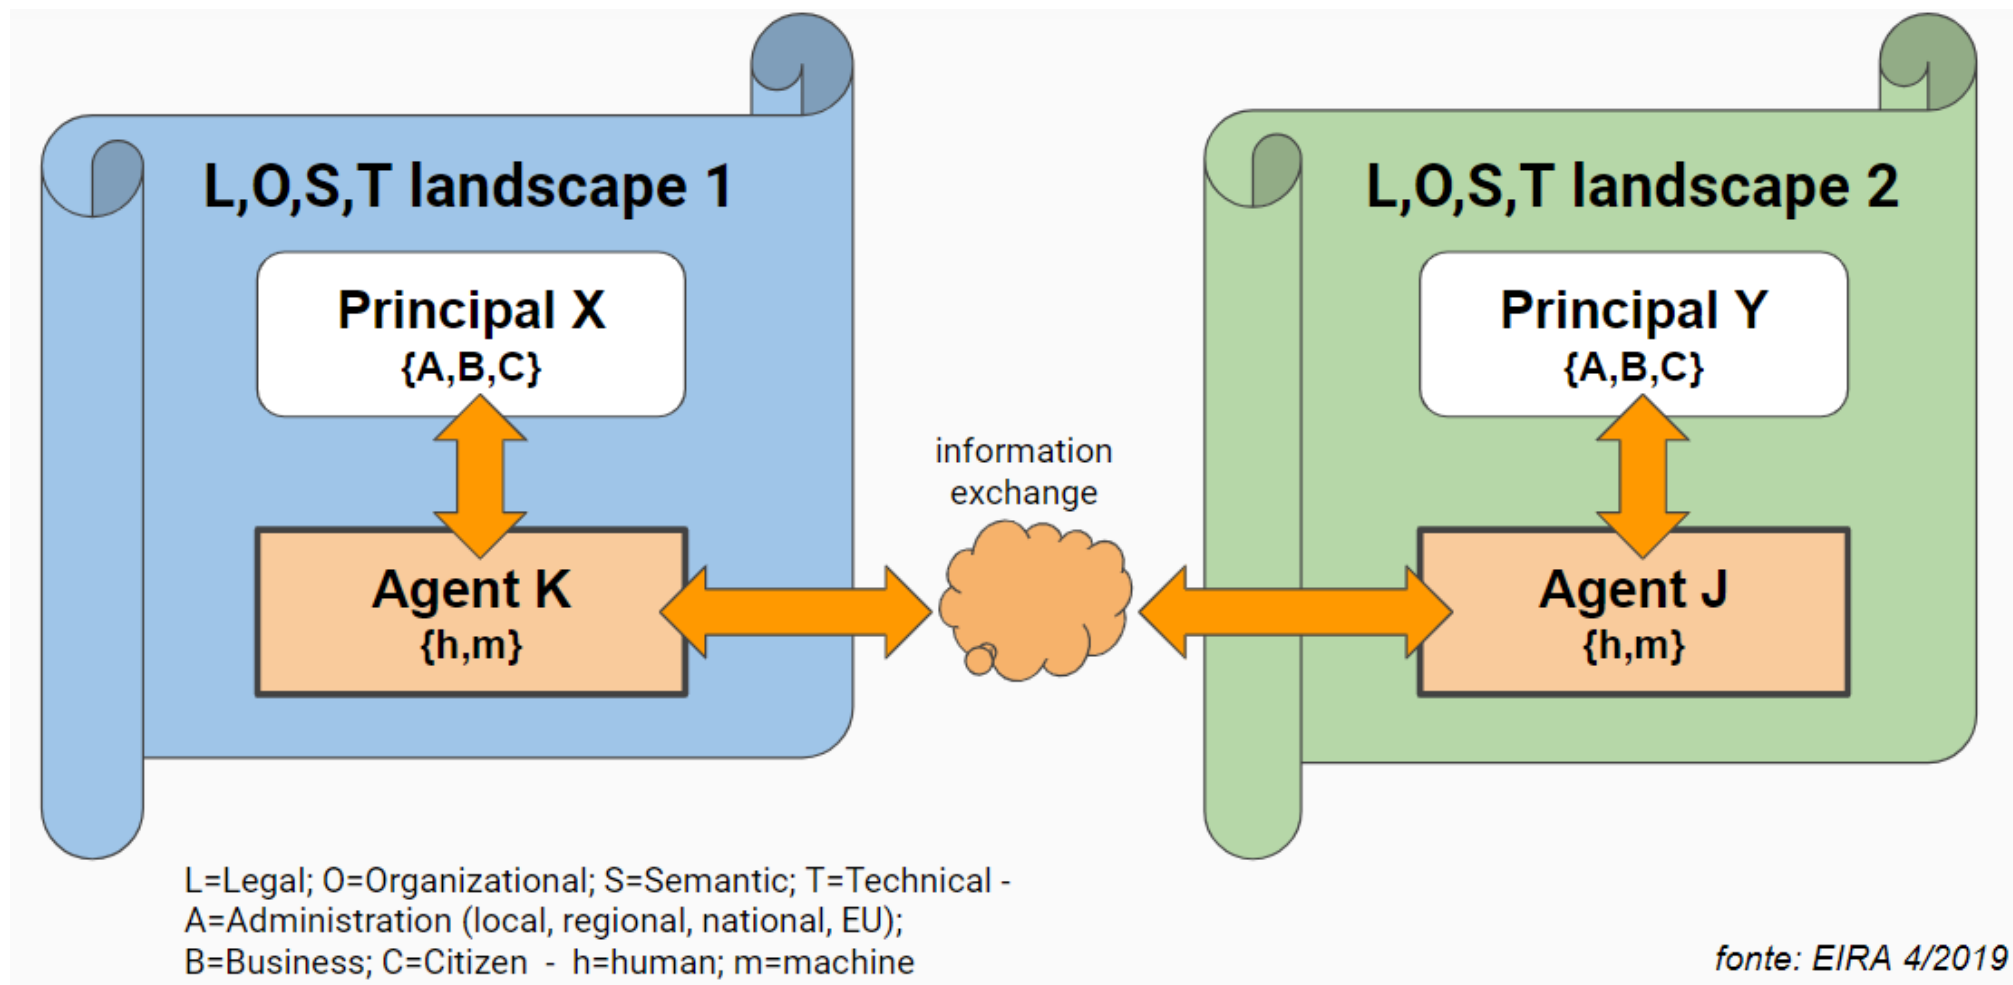 L,O,S,T landscape 1
Principal X
{A,B,C}
Agent K
{h,m}
information
exchange
L,O,S,T landscape 2
Principal Y
{A,B,C}
Agent J
{h,m}
L=Legal; O=Organizational; S=Semantic; T=Technical -
A=Administration (local, regional, national, EU);
B=Business; C=Citizen - h=human; m=machine
fonte: EIRA 4/2019